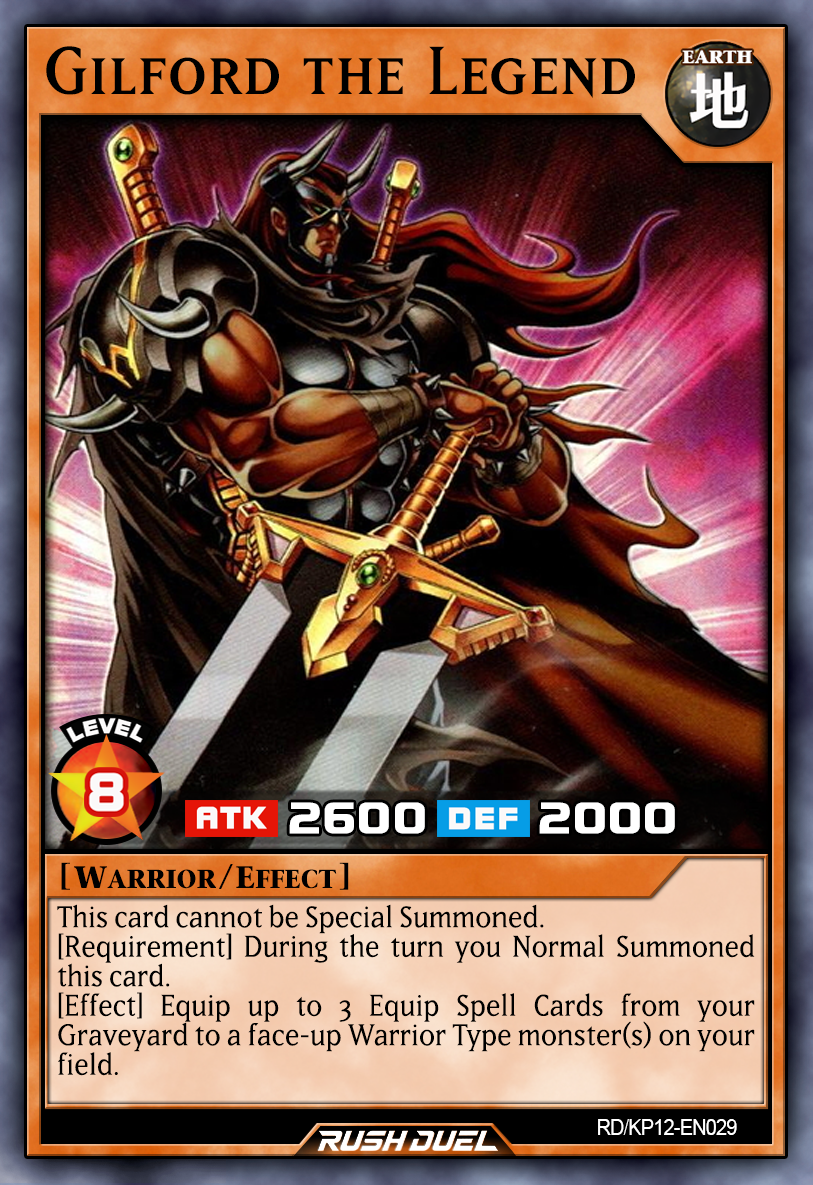 Gilford the Legend
EARTH
地
LEVEL
8
ATK 2600 DEF 2000
[Warrior/Effect]
This card cannot be Special Summoned.
[Requirement] During the turn you Normal Summoned
this card.
[Effect] Equip up to 3 Equip Spell Cards from your
Graveyard to a face-up Warrior Type monster(s) on your
field.
RD/KP12-EN029
RUSH DUEL